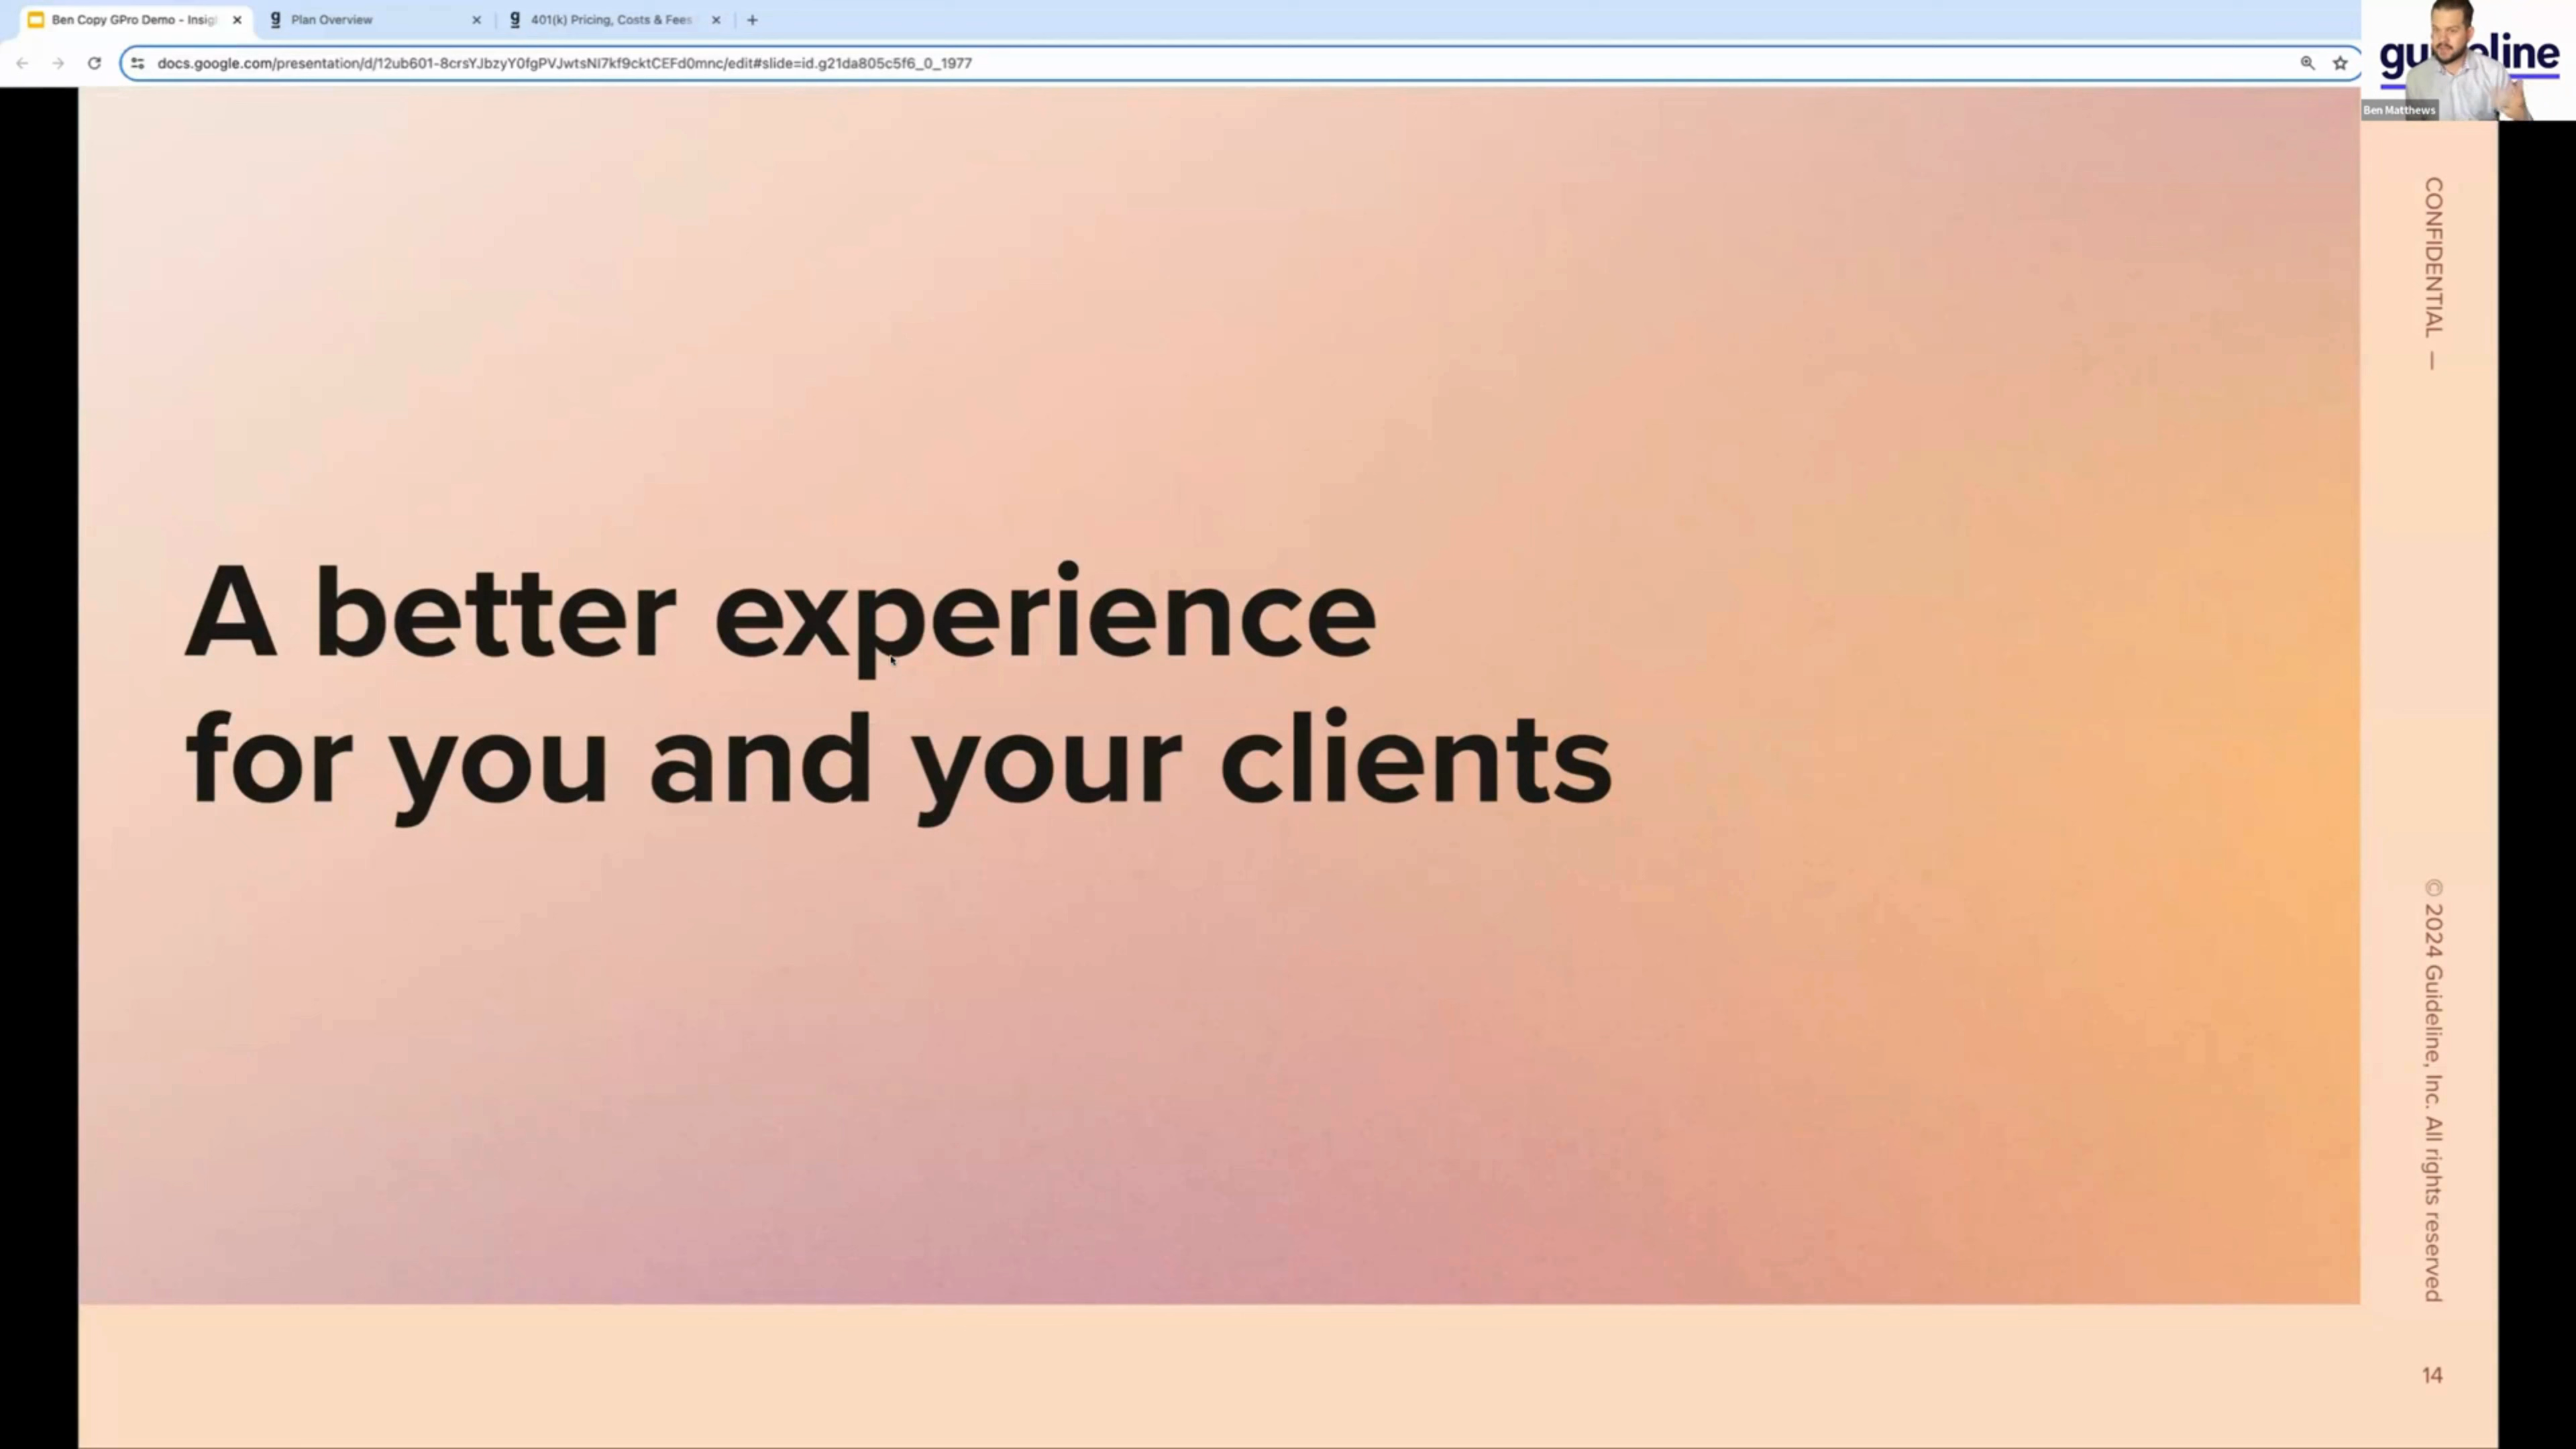 Ben Copy GPro Demo - Insig
Plan Overview
401(k) Pricing, Costs & Fees
docs.google.com/presentation/d/12ub601-8crsYJbzyY0fgPVJwtsNI7kf9cktCEFd0mnc/edit#slide=id.g21da805c5f6_0_1977
Ben Matthews
A better experience
for you and your clients
CONFIDENTIAL —
© 2024 Guideline, Inc. All rights reserved
14